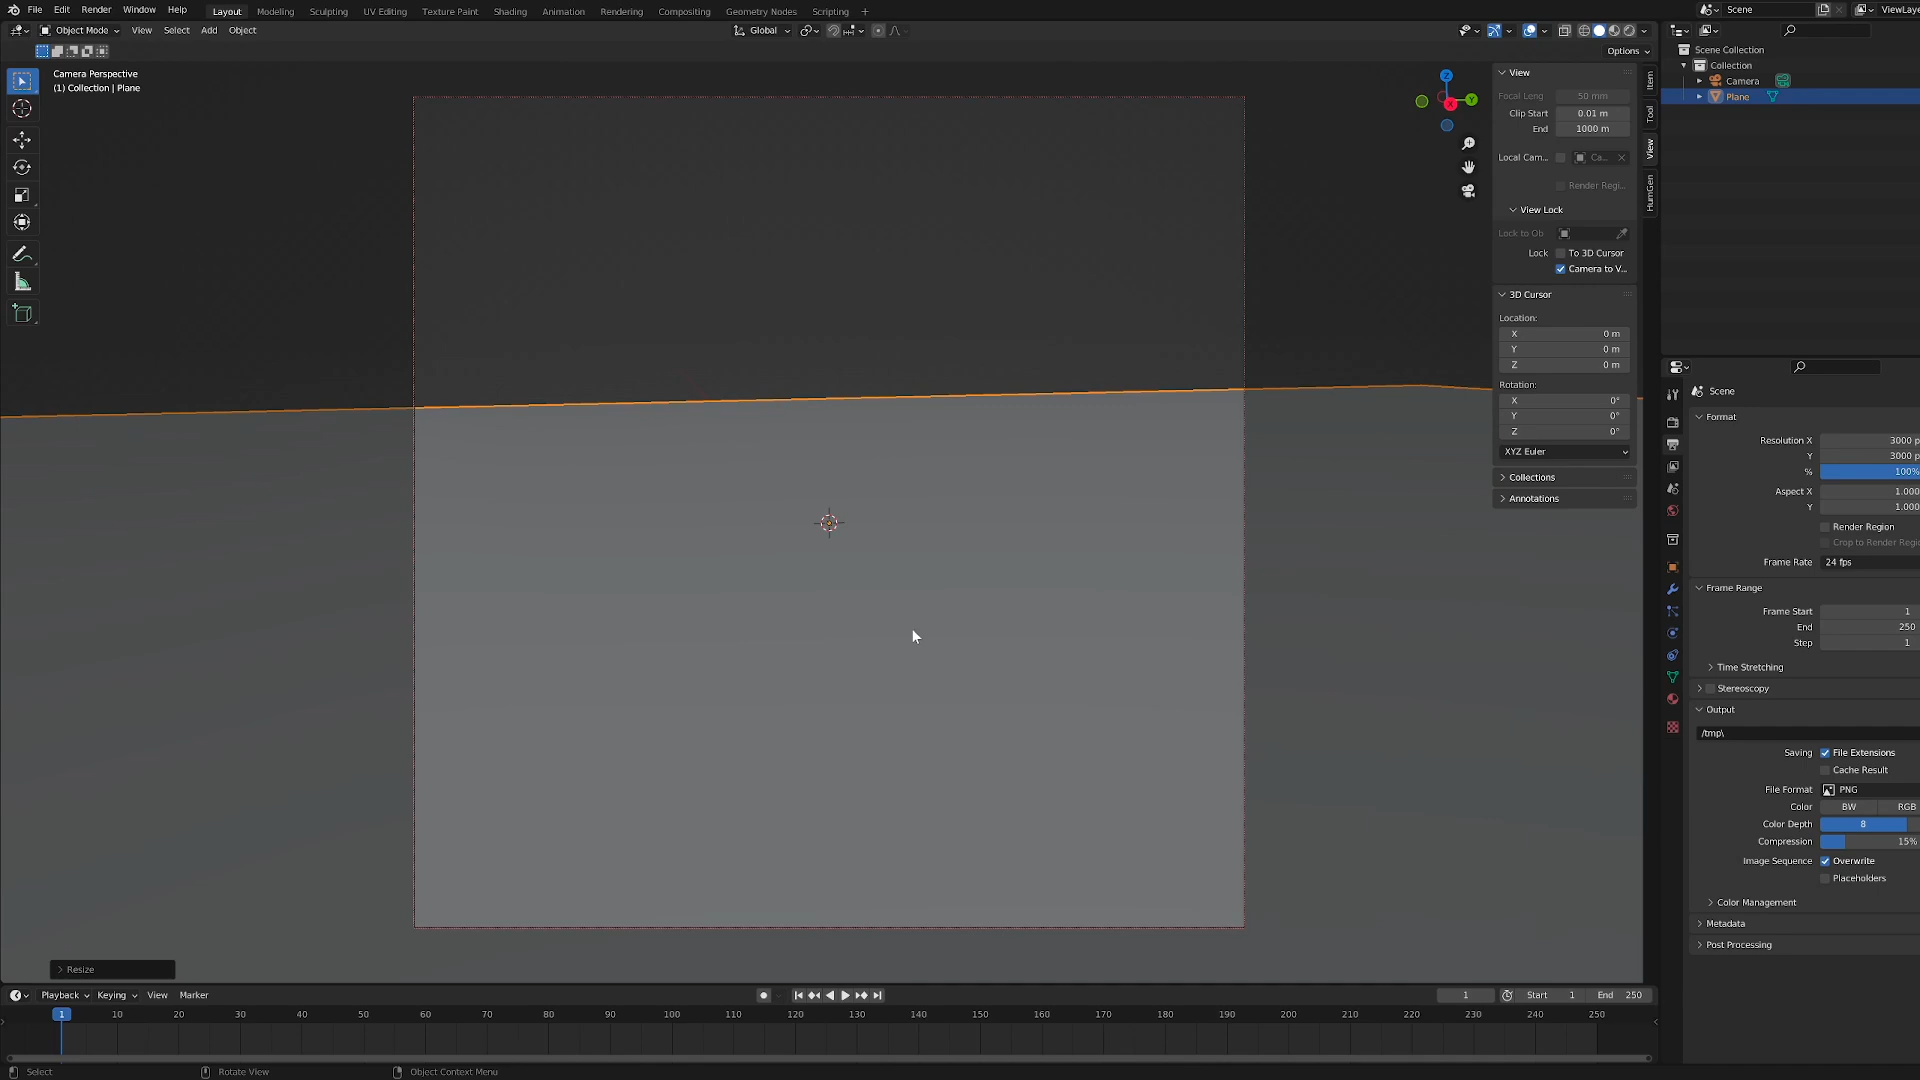 File Edit Render Window Help Layout Modeling Sculpting UV Editing Texture Paint Shading Animation Rendering Compositing Geometry Nodes Scripting + Scene ViewLaye
Object Mode View Select Add Object Global
Options
Camera Perspective
(1) Collection | Plane
Z
Y
X
View
Focal Leng 50 mm
Clip Start 0.01 m
End 1000 m
Local Cam... Ca...
Render Regi...
View Lock
Lock to Ob
Lock To 3D Cursor
Camera to V...
3D Cursor
Location:
X 0 m
Y 0 m
Z 0 m
Rotation:
X 0°
Y 0°
Z 0°
XYZ Euler
Collections
Annotations
Item
Tool
View
HumGen
Scene Collection
Collection
Camera
Plane
Scene
Format
Resolution X 3000 p
Y 3000 p
% 100%
Aspect X 1.000
Y 1.000
Render Region
Crop to Render Regi
Frame Rate 24 fps
Frame Range
Frame Start 1
End 250
Step 1
Time Stretching
Stereoscopy
Output
/tmp\
Saving File Extensions
Cache Result
File Format PNG
Color BW RGB
Color Depth 8
Compression 15%
Image Sequence Overwrite
Placeholders
Color Management
Metadata
Post Processing
Resize
Playback Keying View Marker 1 Start 1 End 250
1 10 20 30 40 50 60 70 80 90 100 110 120 130 140 150 160 170 180 190 200 210 220 230 240 250
Select Rotate View Object Context Menu